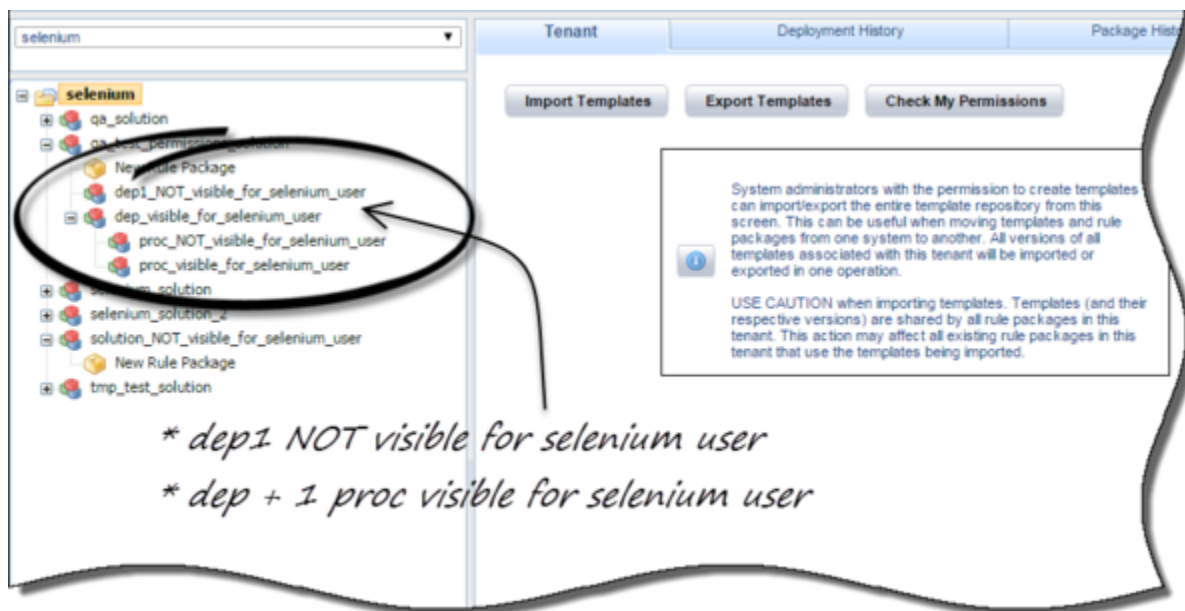 selenium
Tenant
Deployment History
Package Hist
selenium
qa_solution
qa_test_permissions_solution
New Rule Package
dep1_NOT_visible_for_selenium_user
dep_visible_for_selenium_user
proc_NOT_visible_for_selenium_user
proc_visible_for_selenium_user
selenium_solution
selenium_solution_2
solution_NOT_visible_for_selenium_user
New Rule Package
tmp_test_solution
Import Templates
Export Templates
Check My Permissions
System administrators with the permission to create templates
can import/export the entire template repository from this
screen. This can be useful when moving templates and rule
packages from one system to another. All versions of all
templates associated with this tenant will be imported or
exported in one operation.
USE CAUTION when importing templates. Templates (and their
respective versions) are shared by all rule packages in this
tenant. This action may affect all existing rule packages in this
tenant that use the templates being imported.
* dep1 NOT visible for selenium user
* dep + 1 proc visible for selenium user